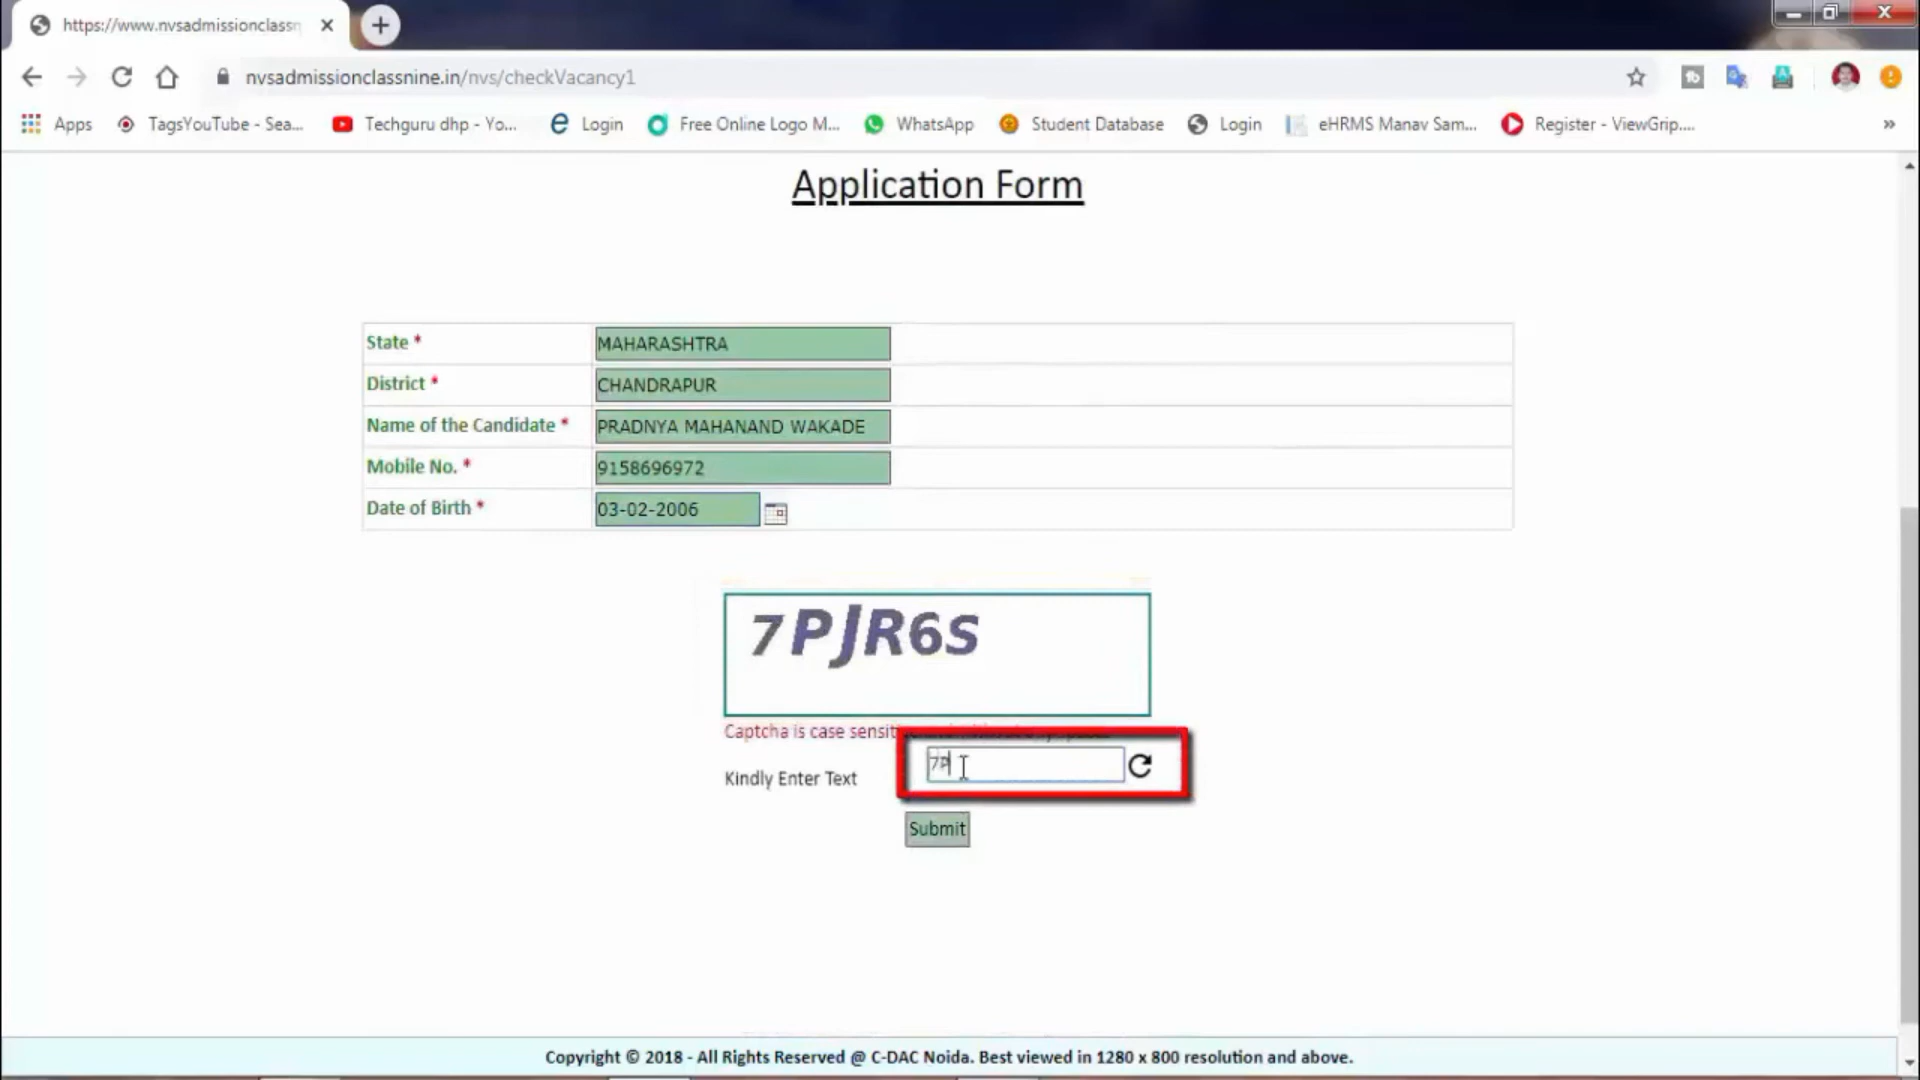 https://www.nvsadmissionclassn
nvsadmissionclassnine.in/nvs/checkVacancy1
Apps TagsYouTube - Sea... Techguru dhp - Yo... Login Free Online Logo M... WhatsApp Student Database Login eHRMS Manav Sam... Register - ViewGrip.... »
Application Form
State * MAHARASHTRA
District * CHANDRAPUR
Name of the Candidate * PRADNYA MAHANAND WAKADE
Mobile No. * 9158696972
Date of Birth * 03-02-2006
7PJR6S
Captcha is case sensiti
Kindly Enter Text 7P
Submit
Copyright © 2018 - All Rights Reserved @ C-DAC Noida. Best viewed in 1280 x 800 resolution and above.